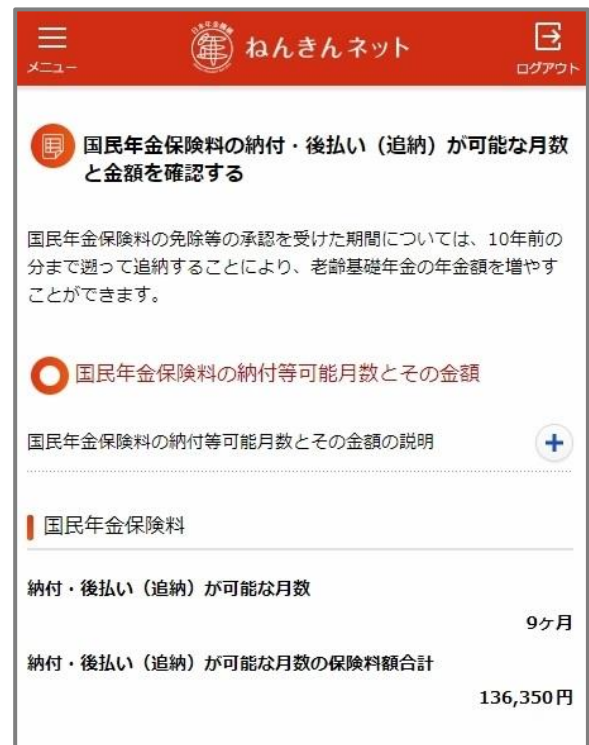 メニュー
日本年金機構
年
ねんきんネット
ログアウト
国民年金保険料の納付・後払い（追納）が可能な月数
と金額を確認する
国民年金保険料の免除等の承認を受けた期間については、10年前の
分まで遡って追納することにより、老齢基礎年金の年金額を増やす
ことができます。
国民年金保険料の納付等可能月数とその金額
国民年金保険料の納付等可能月数とその金額の説明
国民年金保険料
納付・後払い（追納）が可能な月数
9ヶ月
納付・後払い（追納）が可能な月数の保険料額合計
136,350円